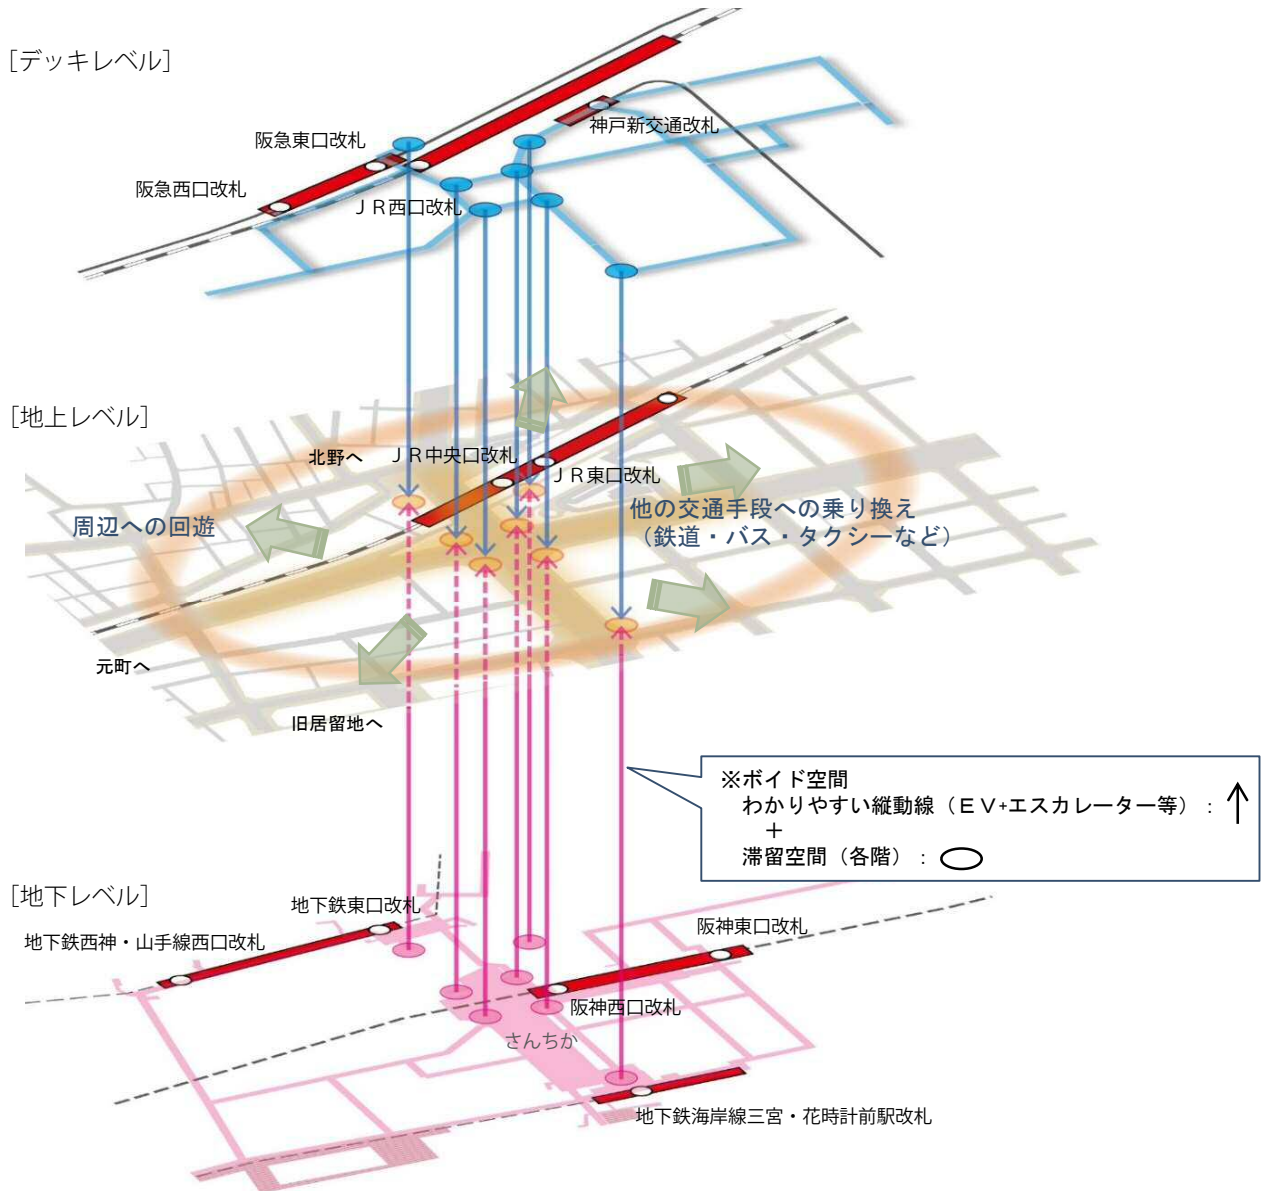 [デッキレベル]
神戸新交通改札
阪急東口改札
阪急西口改札
ＪＲ西口改札
[地上レベル]
北野へ
ＪＲ中央口改札
ＪＲ東口改札
周辺への回遊
他の交通手段への乗り換え
（鉄道・バス・タクシーなど）
元町へ
旧居留地へ
※ボイド空間
わかりやすい縦動線（ＥＶ+エスカレーター等）：
＋
滞留空間（各階）：
[地下レベル]
地下鉄東口改札
地下鉄西神・山手線西口改札
阪神東口改札
阪神西口改札
さんちか
地下鉄海岸線三宮・花時計前駅改札